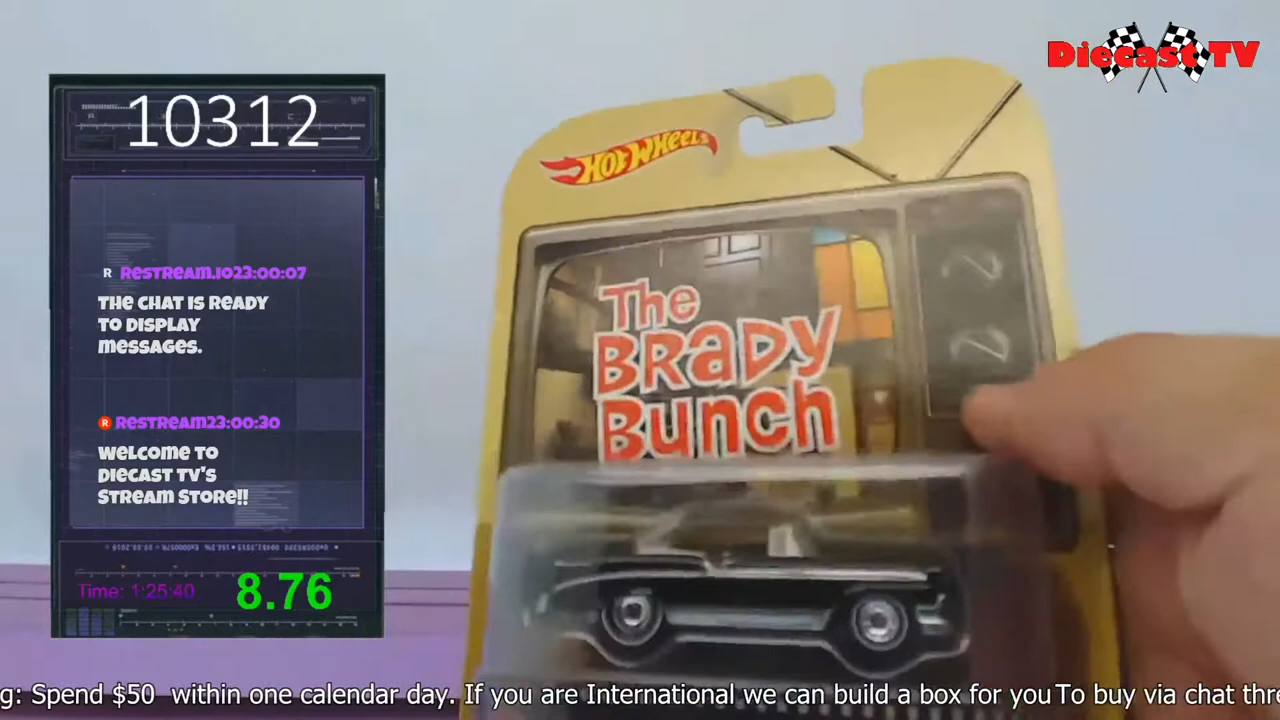 Diecast TV
10312
HOT WHEELS
R Restream.io23:00:07
THE CHAT IS READY
TO DISPLAY
MESSAGES.
The
BRADY
Bunch
R Restream23:00:30
WELCOME TO
DIECAST TV'S
STREAM STORE!!
Time: 1:25:40
8.76
g: Spend $50 within one calendar day. If you are International we can build a box for you To buy via chat thre